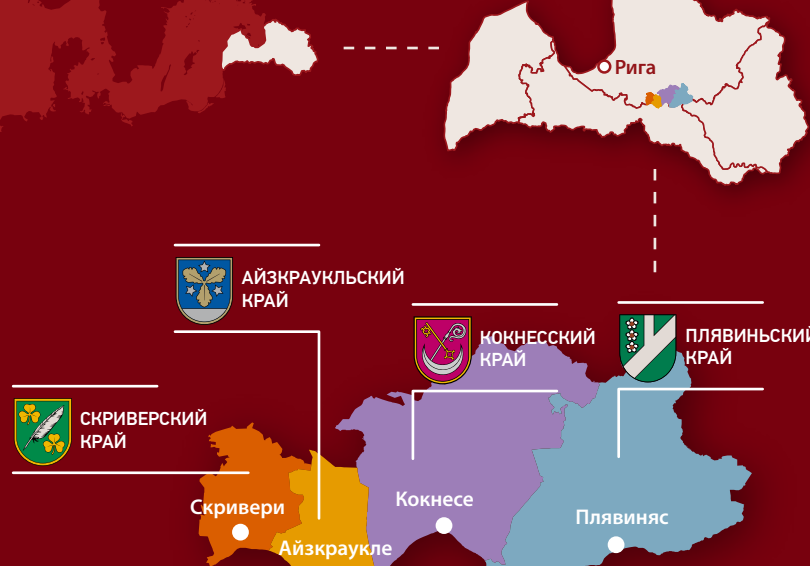 Рига
АЙЗКРАУКЛЬСКИЙ
КРАЙ
КОКНЕССКИЙ
КРАЙ
ПЛЯВИНЬСКИЙ
КРАЙ
СКРИВЕРСКИЙ
КРАЙ
Скривери
Кокнесе
Плявиняс
Айзкраукле